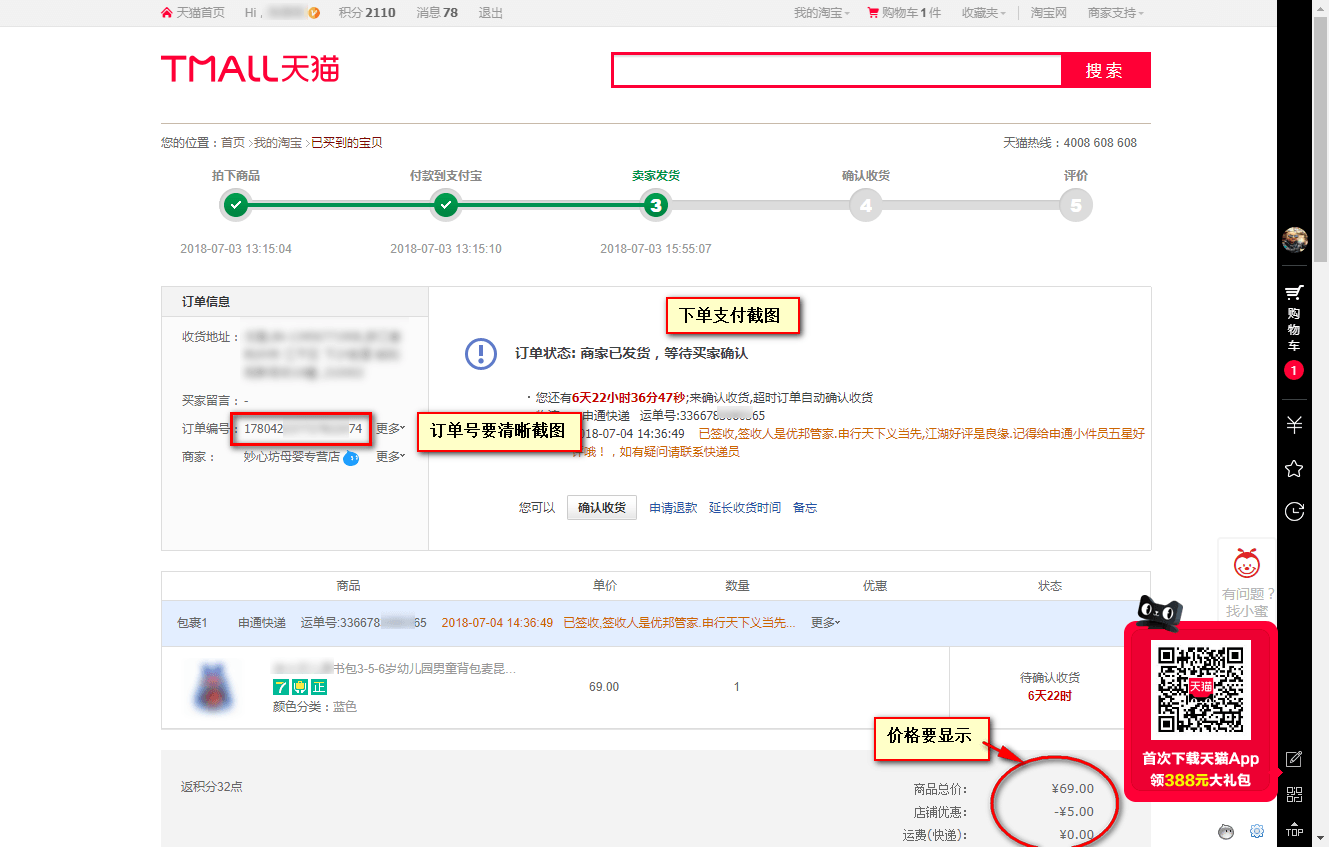 天猫首页 Hi， 积分 2110 消息 78 退出 我的淘宝 购物车 1 件 收藏夹 淘宝网 商家支持
TMALL天猫
搜索
您的位置：首页 >我的淘宝 >已买到的宝贝 天猫热线：4008 608 608
拍下商品 付款到支付宝 卖家发货 确认收货 评价
3 4 5
2018-07-03 13:15:04 2018-07-03 13:15:10 2018-07-03 15:55:07
订单信息
收货地址：
买家留言：-
订单编号： 178042 74 更多
商家： 妙心坊母婴专营店 更多
下单支付截图
订单状态: 商家已发货，等待买家确认
· 您还有6天22小时36分47秒;来确认收货,超时订单自动确认收货
申通快递 运单号:336678 65
订单号要清晰截图
018-07-04 14:36:49 已签收,签收人是优邦管家.申行天下义当先,江湖好评是良缘.记得给申通小件员五星好
哦！，如有疑问请联系快递员
您可以 确认收货 申请退款 延长收货时间 备忘
商品 单价 数量 优惠 状态
包裹1 申通快递 运单号:336678 65 2018-07-04 14:36:49 已签收,签收人是优邦管家.申行天下义当先... 更多
书包3-5-6岁幼儿园男童背包麦昆...
7 正
颜色分类：蓝色
69.00 1
待确认收货
6天22时
价格要显示
返积分32点
商品总价: ¥69.00
店铺优惠: -¥5.00
运费(快递): ¥0.00
购物车
1
有问题？
找小蜜
天猫
首次下载天猫App
领388元大礼包
TOP